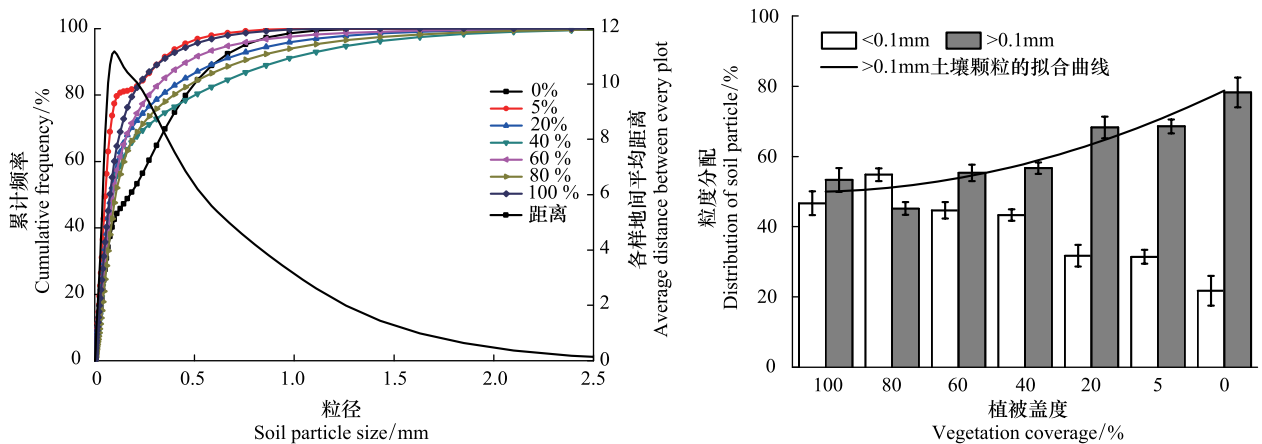 累计频率
Cumulative frequency/%
100
80
60
40
20
0
0%
5%
20%
40 %
60 %
80 %
100 %
距离
12
10
8
6
4
2
0
各样地间平均距离
Average distance between every plot
0
0.5
1.0
1.5
2.0
2.5
粒径
Soil particle size/mm
粒度分配
Distribution of soil particle/%
100
80
60
40
20
0
<0.1mm >0.1mm
>0.1mm土壤颗粒的拟合曲线
100 80 60 40 20 5 0
植被盖度
Vegetation coverage/%